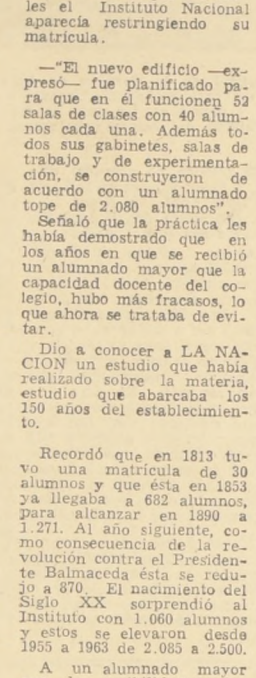 les el Instituto Nacional
aparecía restringiendo su
matrícula.
—"El nuevo edificio —ex-
presó— fue planificado pa-
ra que en él funcionen 52
salas de clases con 40 alum-
nos cada una. Además to-
dos sus gabinetes, salas de
trabajo y de experimenta-
ción, se construyeron de
acuerdo con un alumnado
tope de 2.080 alumnos".
Señaló que la práctica les
había demostrado que en
los años en que se recibió
un alumnado mayor que la
capacidad docente del co-
legio, hubo más fracasos, lo
que ahora se trataba de evi-
tar.
Dio a conocer a LA NA-
CION un estudio que había
realizado sobre la materia,
estudio que abarcaba los
150 años del establecimien-
to.
Recordó que en 1813 tu-
vo una matrícula de 30
alumnos y que ésta en 1853
ya llegaba a 682 alumnos,
para alcanzar en 1890 a
1.271. Al año siguiente, co-
mo consecuencia de la re-
volución contra el Presiden-
te Balmaceda ésta se redu-
jo a 870. El nacimiento del
Siglo XX sorprendió al
Instituto con 1.060 alumnos
y estos se elevaron desde
1955 a 1963 de 2.085 a 2.500.
A un alumnado mayor